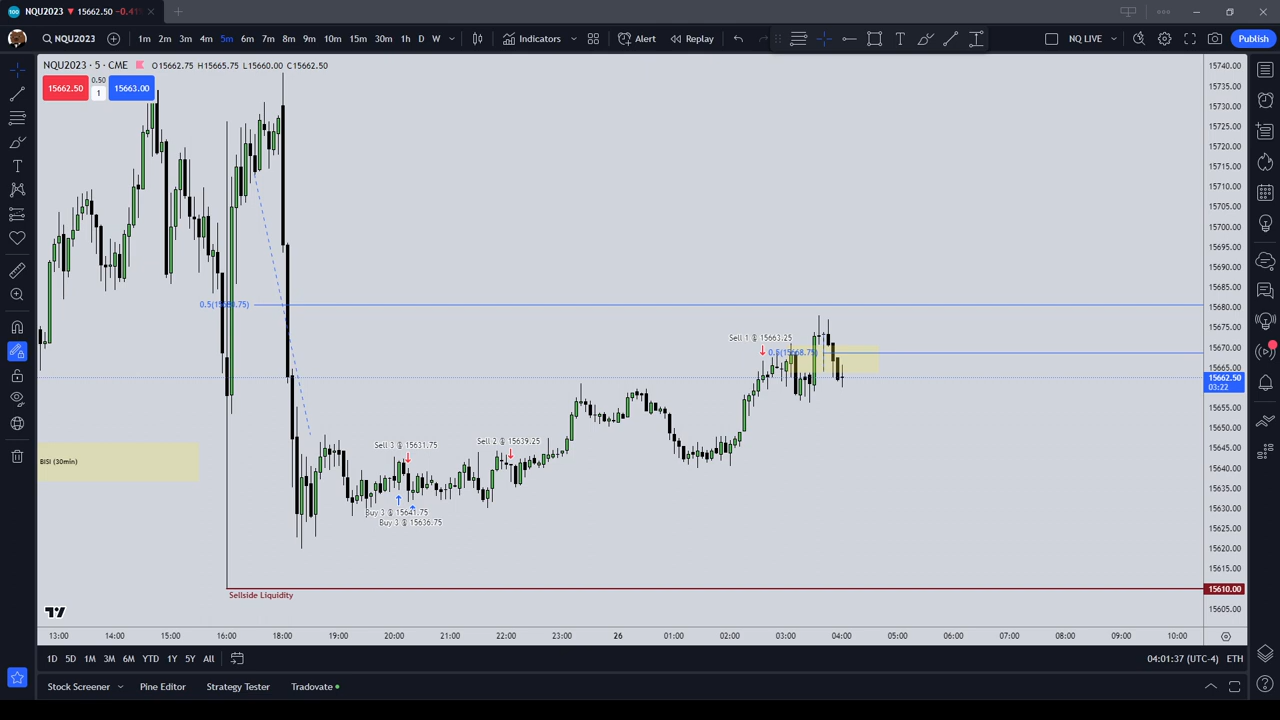 NQU2023 ▼ 15662.50 −0.41%
NQU2023 1m 2m 3m 4m 5m 7m 8m 9m 10m 15m 30m 1h D W Indicators Alert Replay NQ LIVE Publish
NQU2023 · 5 · CME O15662.75 H15665.75 L15660.00 C15662.50
15662.50 0.50 1 15663.00
15740.00
15735.00
15730.00
15725.00
15720.00
15715.00
15710.00
15705.00
15700.00
15695.00
15690.00
15685.00
15680.00
15675.00
15670.00
15665.00
15662.50
03:22
15655.00
15650.00
15645.00
15640.00
15635.00
15630.00
15625.00
15620.00
15615.00
15610.00
15605.00
Sell 1 @ 15663.25
0.5(15668.75)
Sell 3 @ 15631.75
Sell 2 @ 15639.25
BISI (30min)
Buy 3 @ 15641.75
Buy 3 @ 15636.75
Sellside Liquidity
13:00 14:00 15:00 16:00 18:00 19:00 20:00 21:00 22:00 23:00 26 01:00 02:00 03:00 04:00 05:00 06:00 07:00 08:00 09:00 10:00
1D 5D 1M 3M 6M YTD 1Y 5Y All 04:01:37 (UTC-4) ETH
Stock Screener Pine Editor Strategy Tester Tradovate